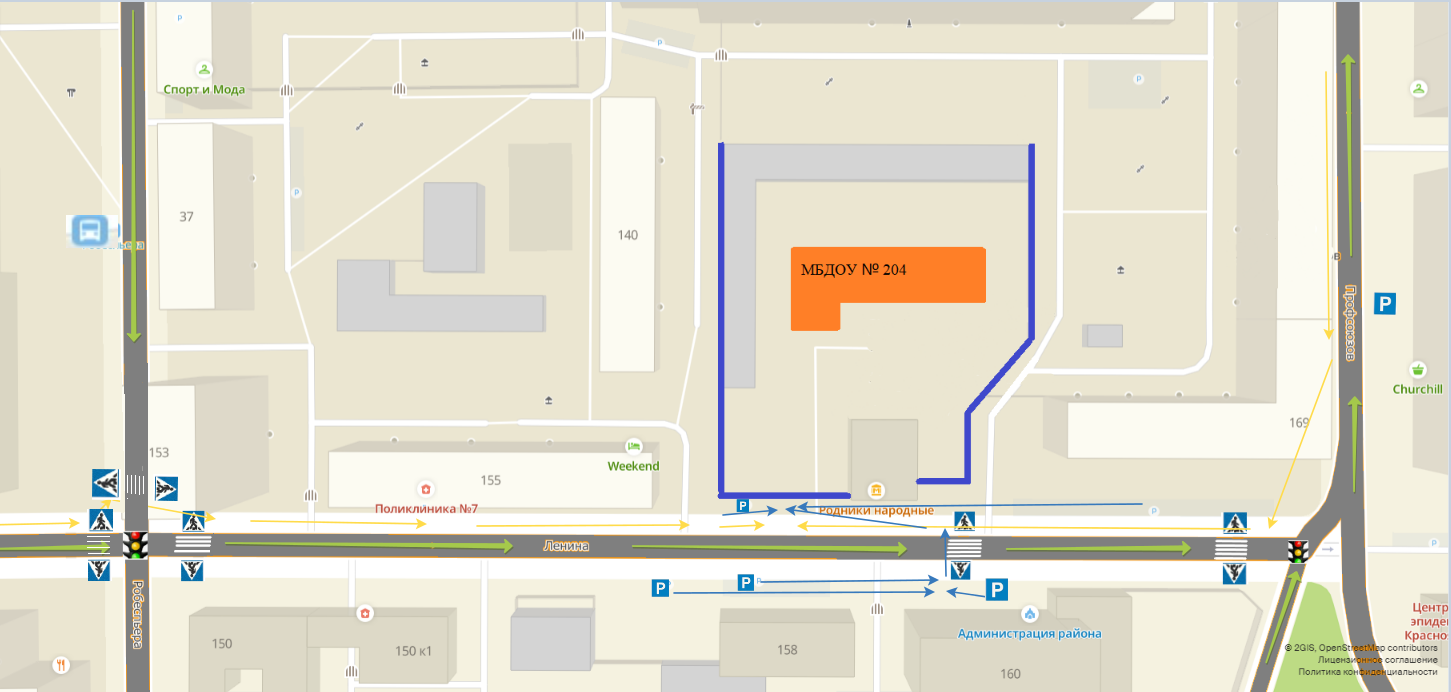 P
P
P
Спорт и Мода
P
P
37
140
МБДОУ № 204
в
Профсоюзов
P
Churchill
169
153
155
Weekend
Поликлиника №7
P
Родники народные
P
Ленина
P
P
P
P
P
Робеспьера
Администрация района
150
150 к1
158
160
Центр
эпидем
Красно
© 2GIS, OpenStreetMap contributors
Лицензионное соглашение
Политика конфиденциальности